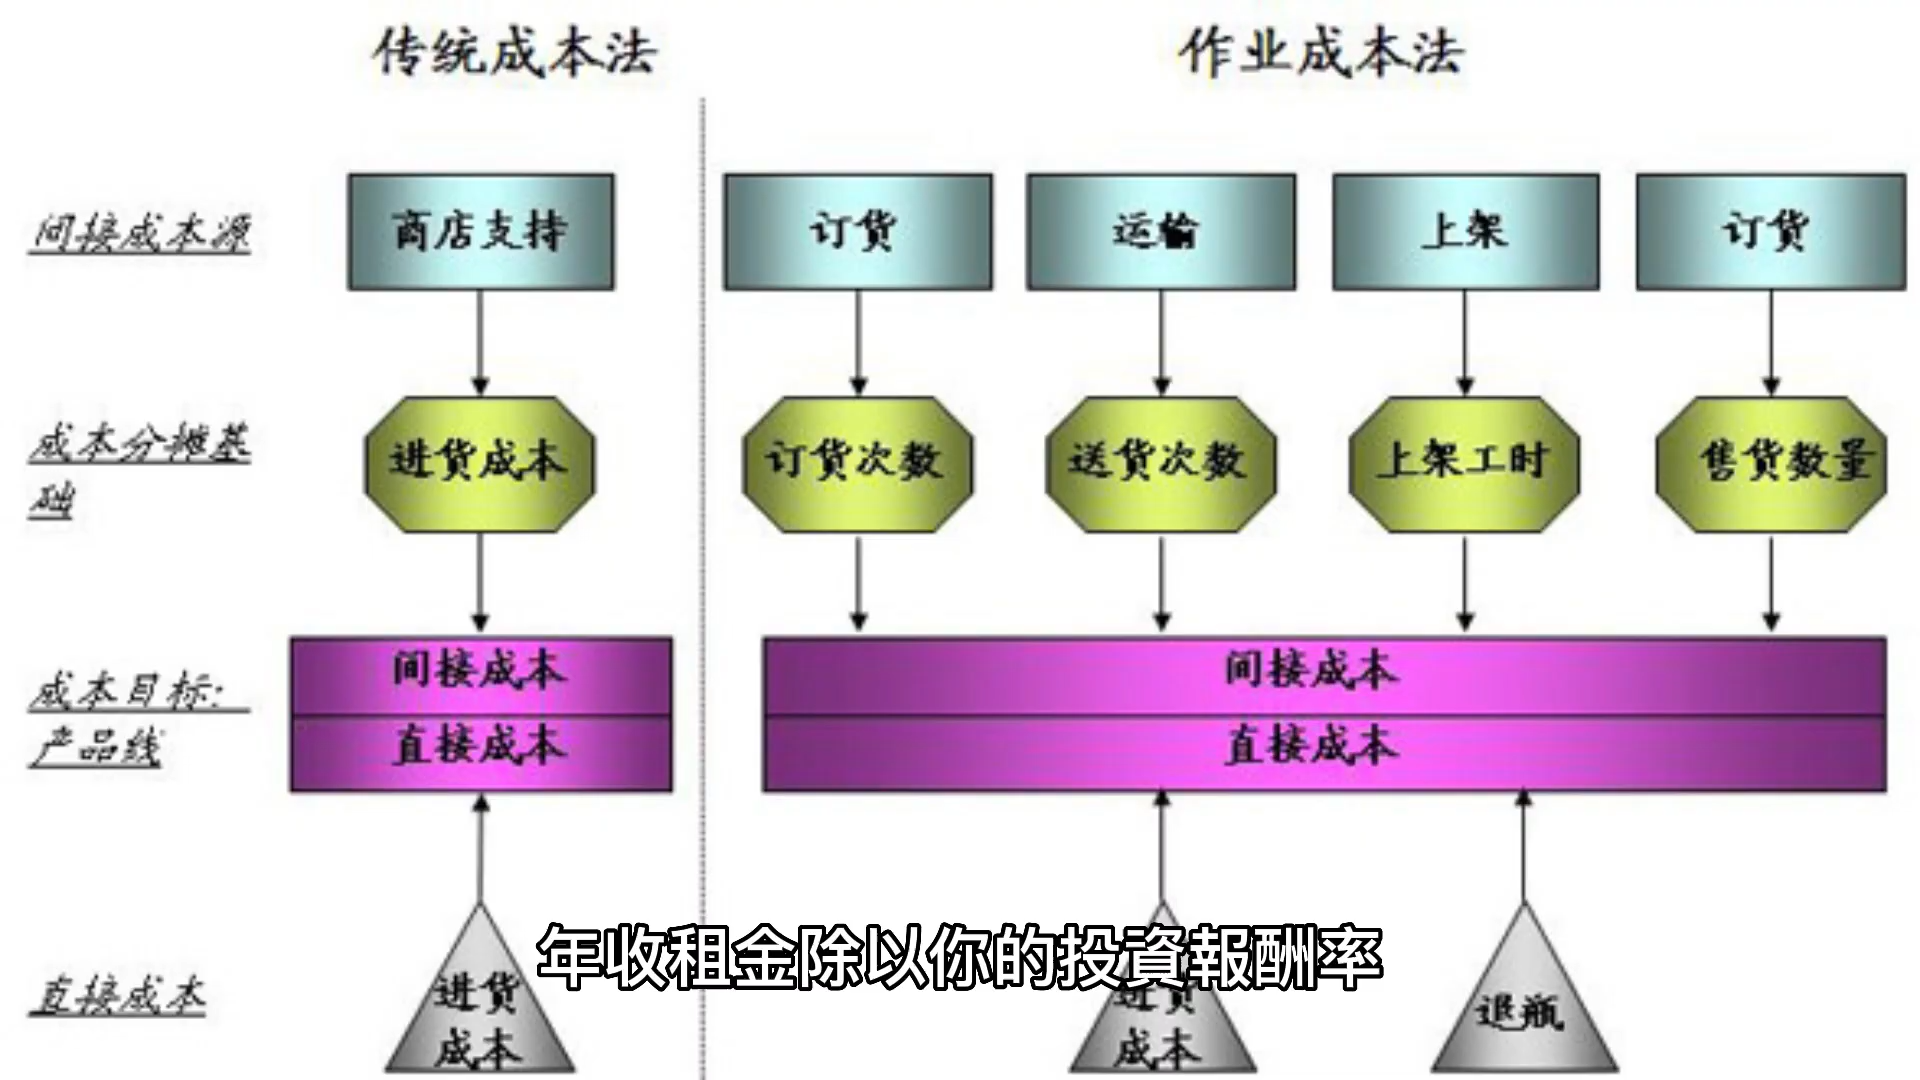 传统成本法
作业成本法
间接成本源
商店支持
订货
运输
上架
订货
成本分摊基
础
进货成本
订货次数
送货次数
上架工时
售货数量
成本目标:
产品线
间接成本
直接成本
间接成本
直接成本
年收租金除以你的投資報酬率
直接成本
进货
成本
进货
成本
退瓶